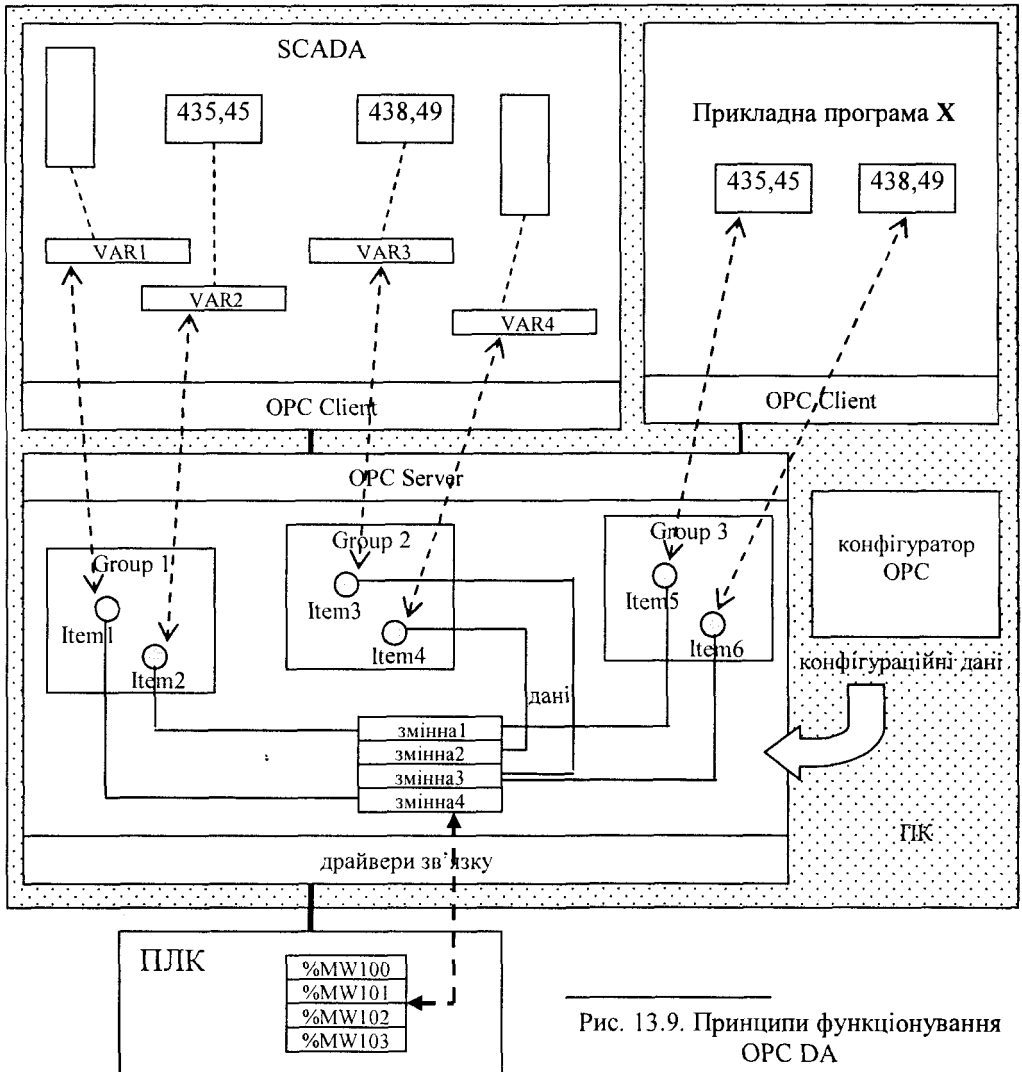 SCADA
435,45
438,49
VAR1
VAR2
VAR3
VAR4
OPC Client
Прикладна програма X
435,45
438,49
OPC Client
OPC Server
Group 1
Item1
Item2
Group 2
Item3
Item4
Group 3
Item5
Item6
конфігуратор
OPC
конфігураційні дані
дані
змінна1
змінна2
змінна3
змінна4
ПК
драйвери зв'язку
ПЛК
%MW100
%MW101
%MW102
%MW103
Рис. 13.9. Принципи функціонування
OPC DA